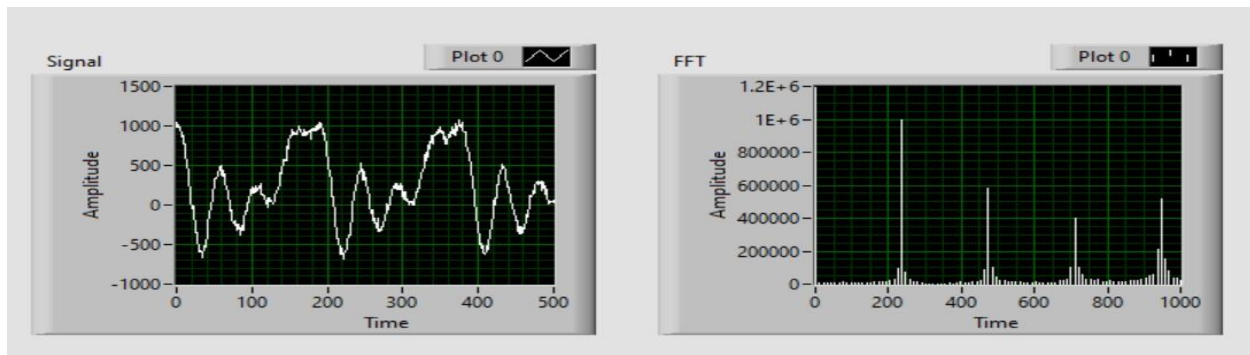 Signal
Plot 0
1500
1000
500
0
-500
-1000
Amplitude
0 100 200 300 400 500
Time
FFT
Plot 0
1.2E+6
1E+6
800000
600000
400000
200000
0
Amplitude
0 200 400 600 800 1000
Time